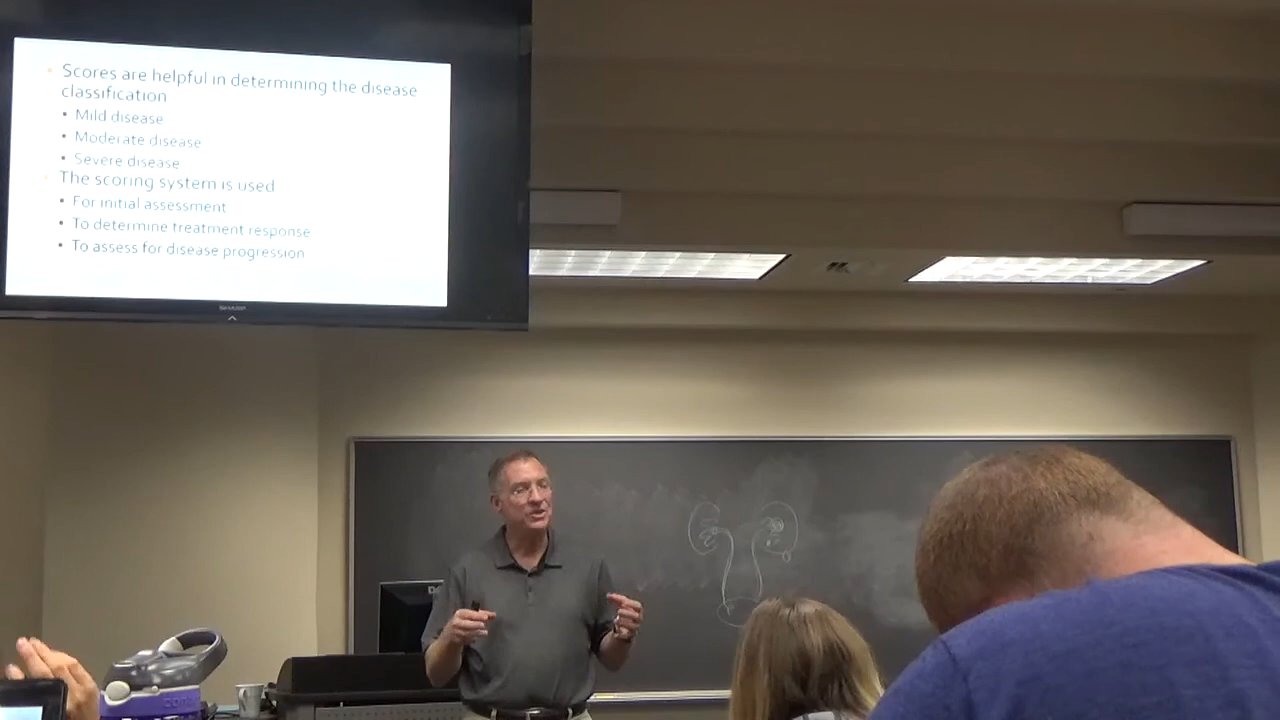 Scores are helpful in determining the disease
classification
Mild disease
Moderate disease
Severe disease
The scoring system is used
For initial assessment
To determine treatment response
To assess for disease progression
SHARP